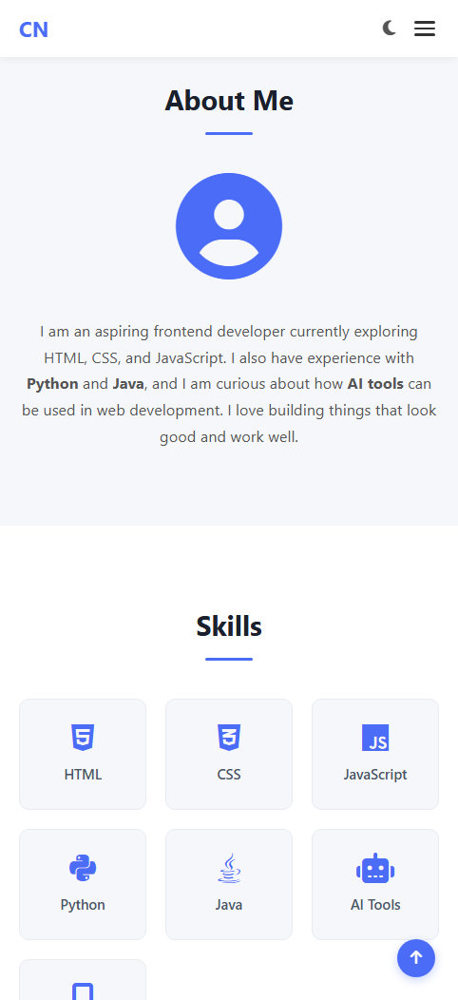 CN
About Me
I am an aspiring frontend developer currently exploring
HTML, CSS, and JavaScript. I also have experience with
Python and Java, and I am curious about how AI tools can
be used in web development. I love building things that look
good and work well.
Skills
JS
HTML
CSS
JavaScript
Python
Java
AI Tools